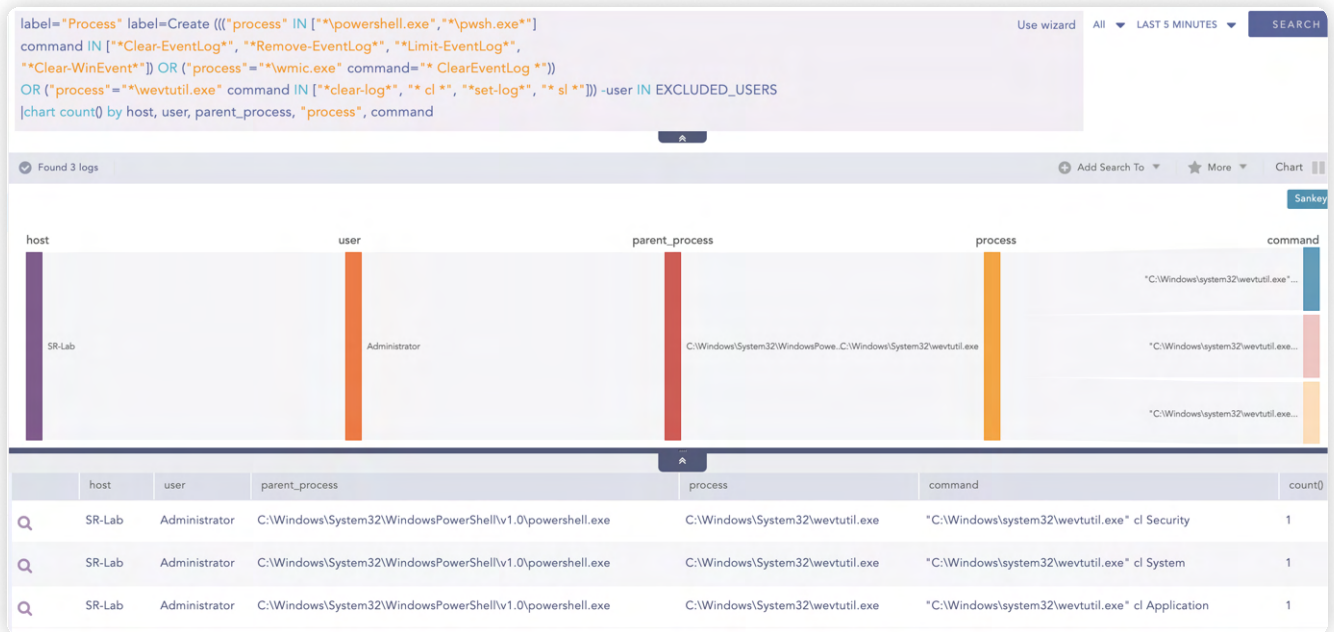 label="Process" label=Create ((("process" IN ["*\powershell.exe","*\pwsh.exe*"]
command IN ["*Clear-EventLog*", "*Remove-EventLog*", "*Limit-EventLog*",
"*Clear-WinEvent*"]) OR ("process"="*\wmic.exe" command="* ClearEventLog *"))
OR ("process"="*\wevtutil.exe" command IN ["*clear-log*", "* cl *", "*set-log*", "* sl *"])) -user IN EXCLUDED_USERS
|chart count() by host, user, parent_process, "process", command
Use wizard All LAST 5 MINUTES SEARCH
Found 3 logs Add Search To More Chart
Sankey
host user parent_process process command
"C:\Windows\system32\wevtutil.exe"...
SR-Lab Administrator C:\Windows\System32\WindowsPowe..C:\Windows\System32\wevtutil.exe "C:\Windows\system32\wevtutil.exe...
"C:\Windows\system32\wevtutil.exe...
host user parent_process process command count()
SR-Lab Administrator C:\Windows\System32\WindowsPowerShell\v1.0\powershell.exe C:\Windows\System32\wevtutil.exe "C:\Windows\system32\wevtutil.exe" cl Security 1
SR-Lab Administrator C:\Windows\System32\WindowsPowerShell\v1.0\powershell.exe C:\Windows\System32\wevtutil.exe "C:\Windows\system32\wevtutil.exe" cl System 1
SR-Lab Administrator C:\Windows\System32\WindowsPowerShell\v1.0\powershell.exe C:\Windows\System32\wevtutil.exe "C:\Windows\system32\wevtutil.exe" cl Application 1